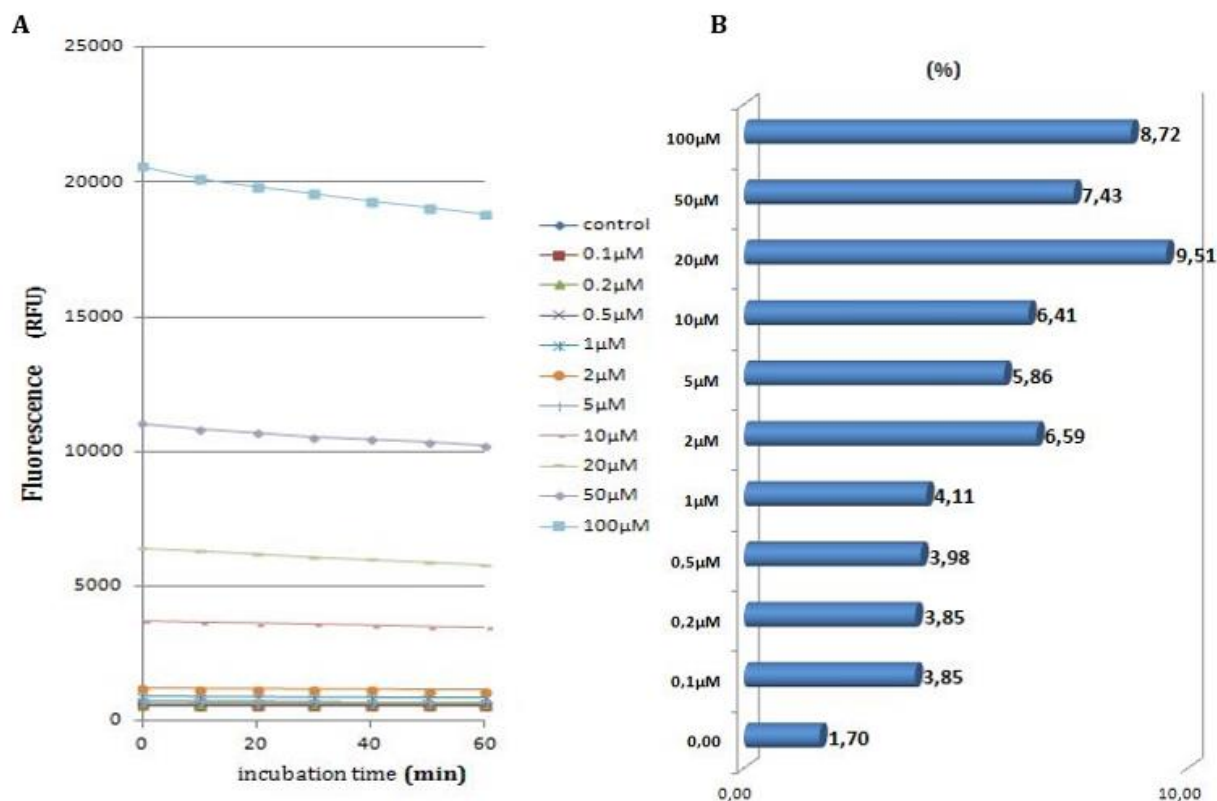 A
25000
20000
15000
10000
5000
0
Fluorescence (RFU)
0 20 40 60
incubation time (min)
control
0.1µM
0.2µM
0.5µM
1µM
2µM
5µM
10µM
20µM
50µM
100µM
B
(%)
100µM 8,72
50µM 7,43
20µM 9,51
10µM 6,41
5µM 5,86
2µM 6,59
1µM 4,11
0,5µM 3,98
0,2µM 3,85
0,1µM 3,85
0,00 1,70
0,00 10,00